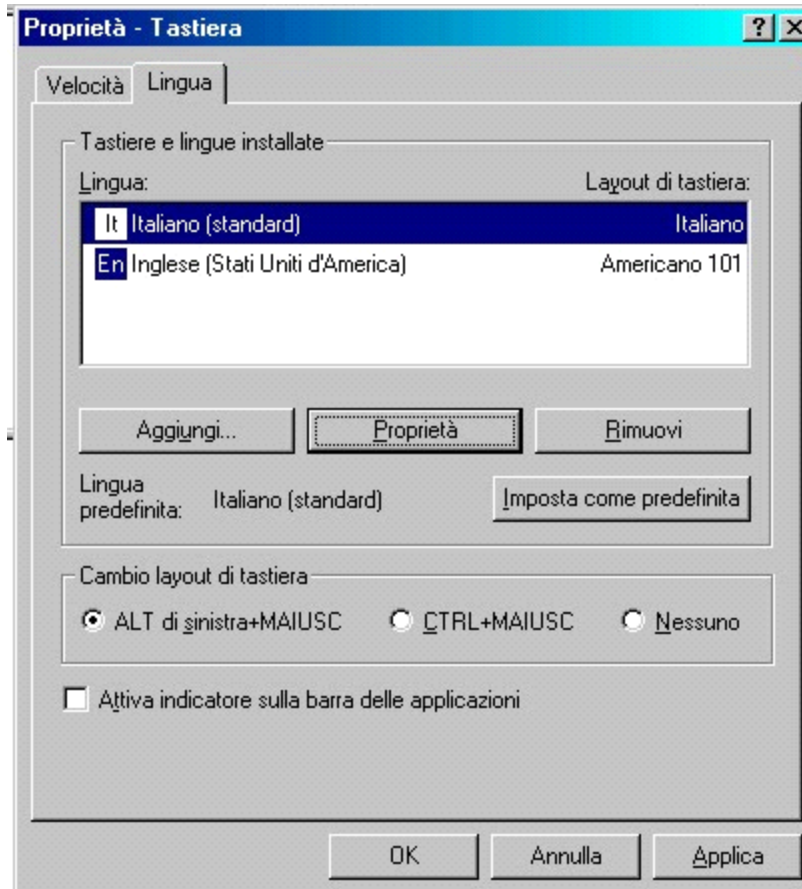 Proprietà - Tastiera
Velocità Lingua
Tastiere e lingue installate
Lingua: Layout di tastiera:
It Italiano (standard) Italiano
En Inglese (Stati Uniti d'America) Americano 101
Aggiungi... Proprietà Rimuovi
Lingua
predefinita: Italiano (standard) Imposta come predefinita
Cambio layout di tastiera
ALT di sinistra+MAIUSC CTRL+MAIUSC Nessuno
Attiva indicatore sulla barra delle applicazioni
OK Annulla Applica